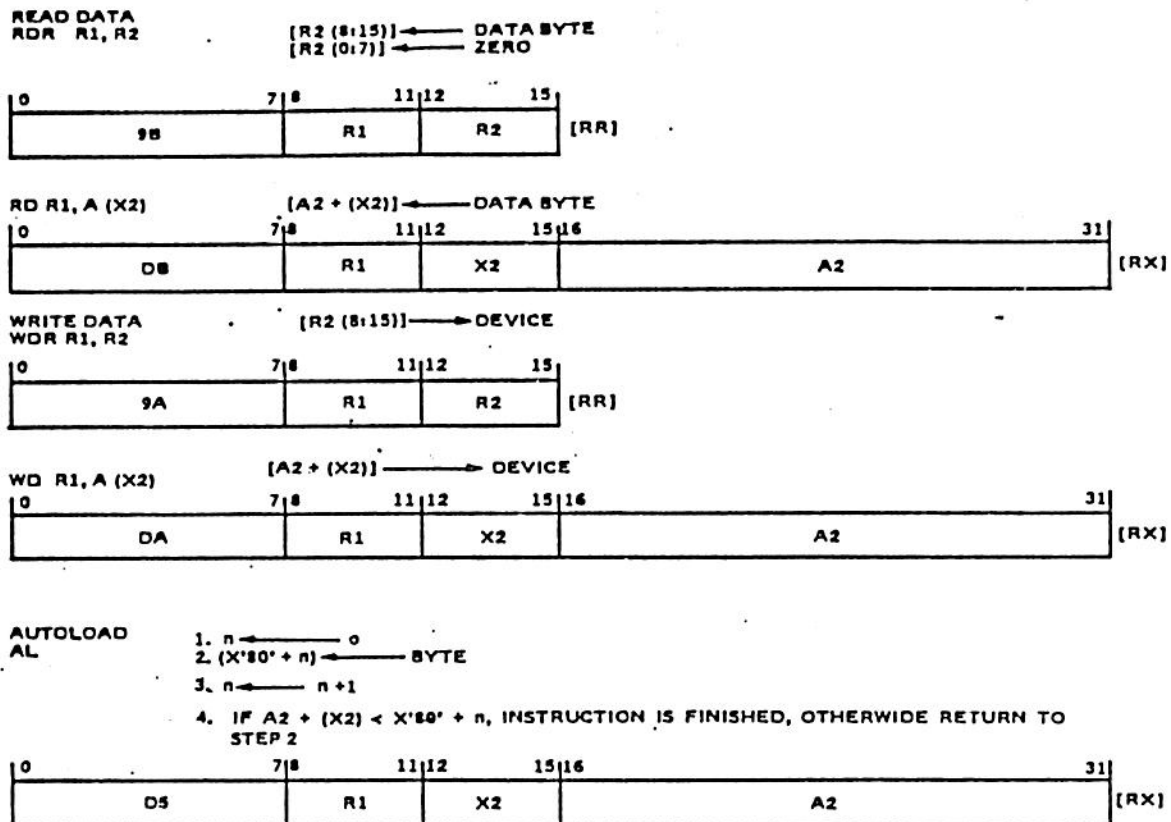 READ DATA
RDR R1, R2 [R2 (8:15)] ← DATA BYTE
[R2 (0:7)] ← ZERO
0 7 8 11 12 15
9B R1 R2 [RR]
RD R1, A (X2) [A2 + (X2)] ← DATA BYTE
0 7 8 11 12 15 16 31
DB R1 X2 A2 [RX]
WRITE DATA [R2 (8:15)] → DEVICE
WDR R1, R2
0 7 8 11 12 15
9A R1 R2 [RR]
WD R1, A (X2) [A2 + (X2)] → DEVICE
0 7 8 11 12 15 16 31
DA R1 X2 A2 [RX]
AUTOLOAD 1. n ← o
AL 2. (X'80' + n) ← BYTE
3. n ← n +1
4. IF A2 + (X2) < X'80' + n, INSTRUCTION IS FINISHED, OTHERWIDE RETURN TO
STEP 2
0 7 8 11 12 15 16 31
D5 R1 X2 A2 [RX]